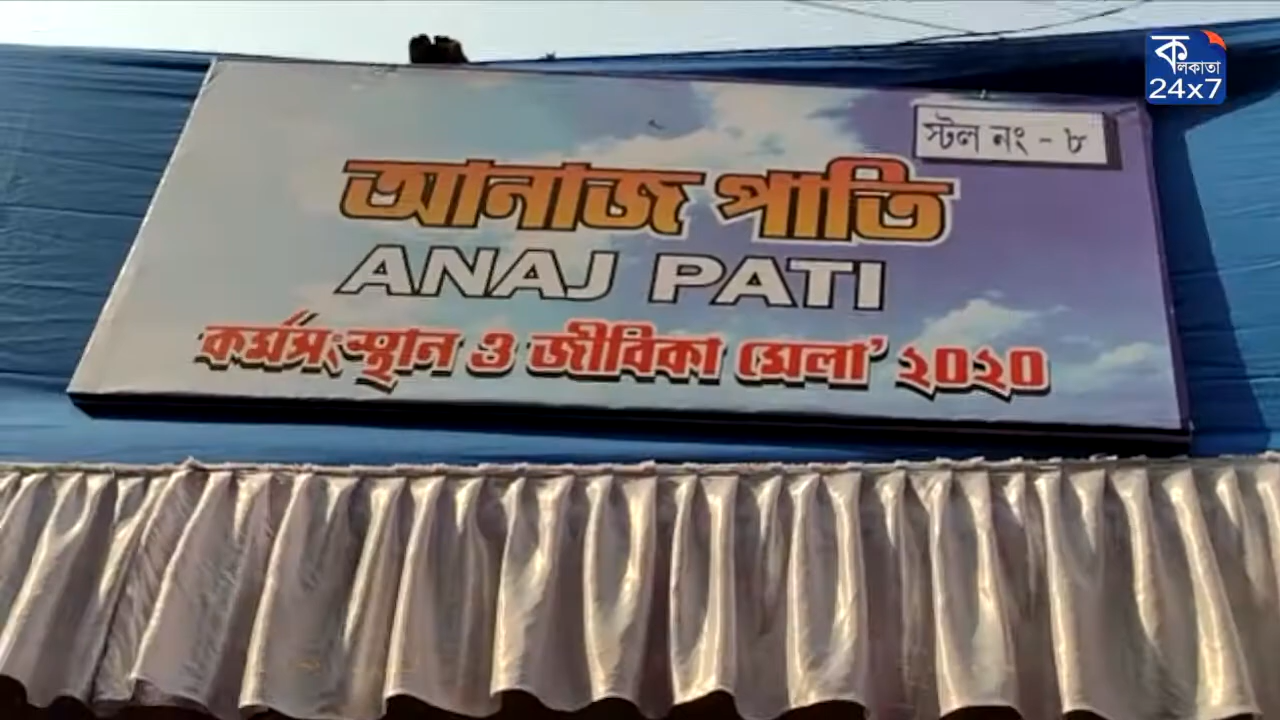 কলকাতা
24x7
স্টল নং - ৮
আনাজ পাতি
ANAJ PATI
কর্মসংস্থান ও জীবিকা মেলা' ২০২০